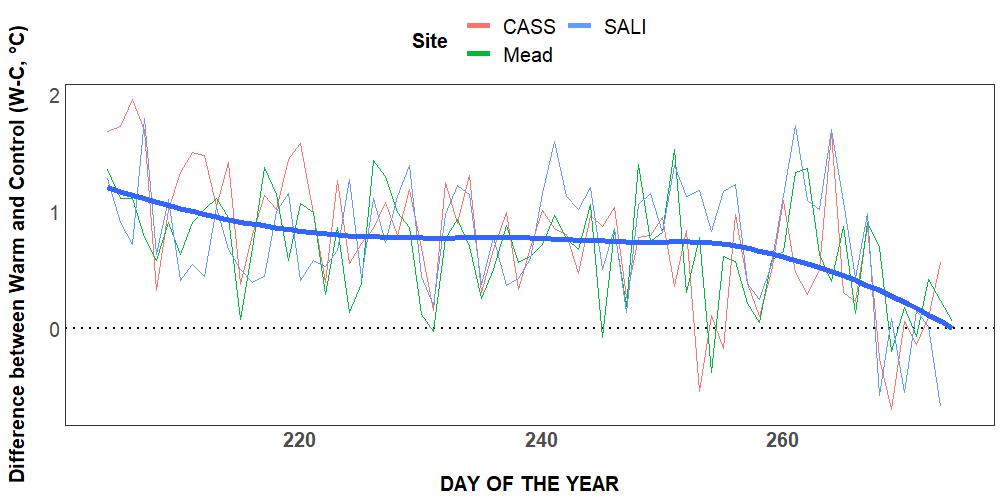 Site
CASS SALI
Mead
Difference between Warm and Control (W-C, °C)
2
1
0
220 240 260
DAY OF THE YEAR